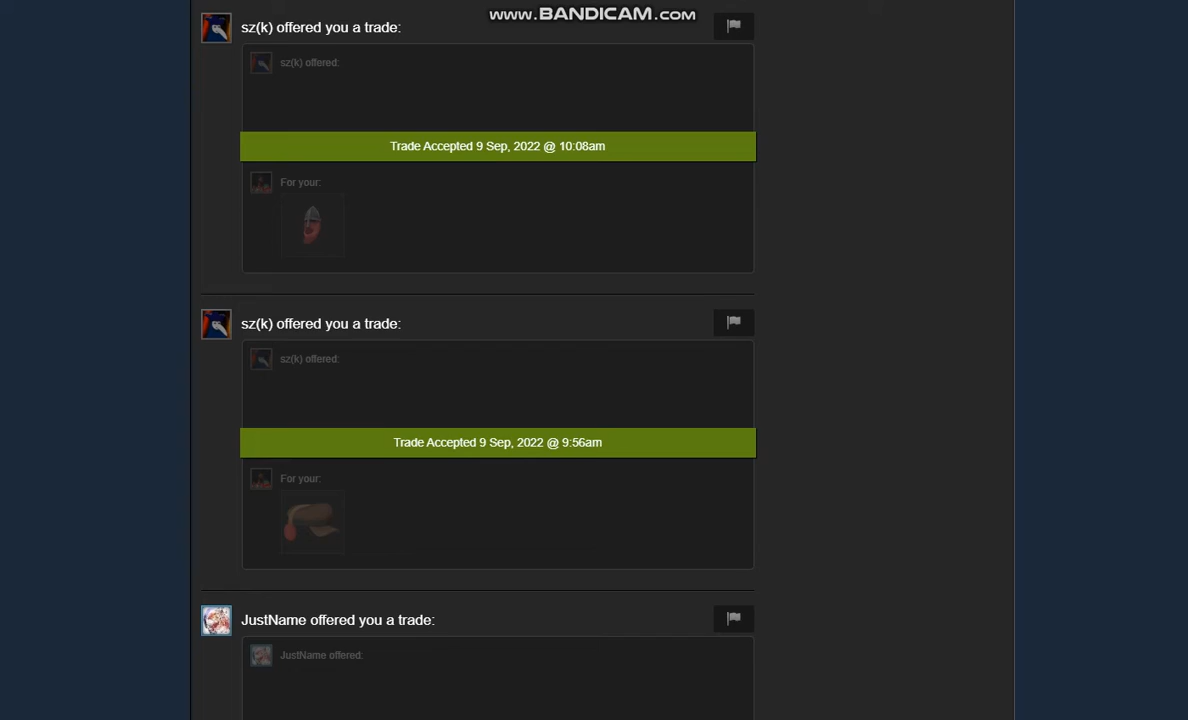 www.BANDICAM.com
sz(k) offered you a trade:
sz(k) offered:
Trade Accepted 9 Sep, 2022 @ 10:08am
For your:
sz(k) offered you a trade:
sz(k) offered:
Trade Accepted 9 Sep, 2022 @ 9:56am
For your:
JustName offered you a trade:
JustName offered: